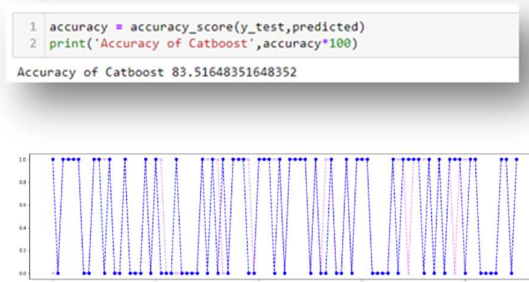 1 accuracy = accuracy_score(y_test,predicted)
2 print('Accuracy of Catboost',accuracy*100)
Accuracy of Catboost 83.51648351648352
1.0
0.8
0.6
0.4
0.2
0.0